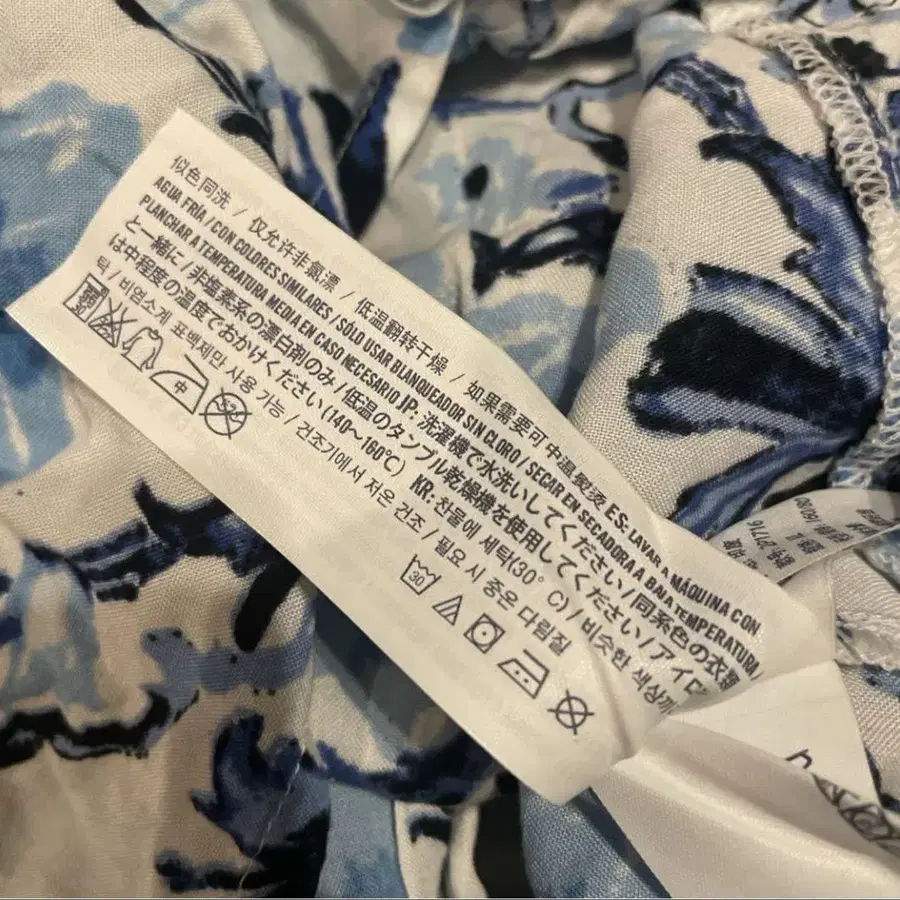 似色同洗 / 仅允许非氯漂 / 低温翻转干燥 / 如果需要可中温熨烫 ES: LAVAR A MÁQUINA CON
AGUA FRÍA / CON COLORES SIMILARES / SÓLO USAR BLANQUEADOR SIN CLORO / SECAR EN SECADORA A BAJA TEMPERATURA /
PLANCHAR A TEMPERATURA MEDIA EN CASO NECESARIO JP: 洗濯機で水洗いしてください / 同系色の衣類
と一緒に / 非塩素系の漂白剤のみ / 低温のタンブル乾燥機を使用してください / アイロ
は中程度の温度でおかけください (140~160℃) KR: 찬물에 세탁(30° C) / 비슷한 색상끼
탁 / 비염소계 표백제만 사용 가능 / 건조기에서 저온 건조 / 필요 시 중온 다림질
中
30